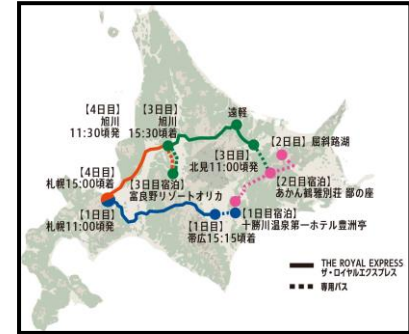 【4日目】
旭川
11:30頃発
【3日目】
旭川
15:30頃着
遠軽
【2日目】屈斜路湖
【3日目】
北見11:00頃発
【4日目】
札幌15:00頃着
【3日目宿泊】
富良野リゾートオリカ
【2日目宿泊】
あかん鶴雅別荘 鄙の座
【1日目】
札幌11:00頃発
【1日目宿泊】
十勝川温泉第一ホテル豊洲亭
【1日目】
帯広15:15頃着
THE ROYAL EXPRESS
ザ・ロイヤルエクスプレス
専用バス